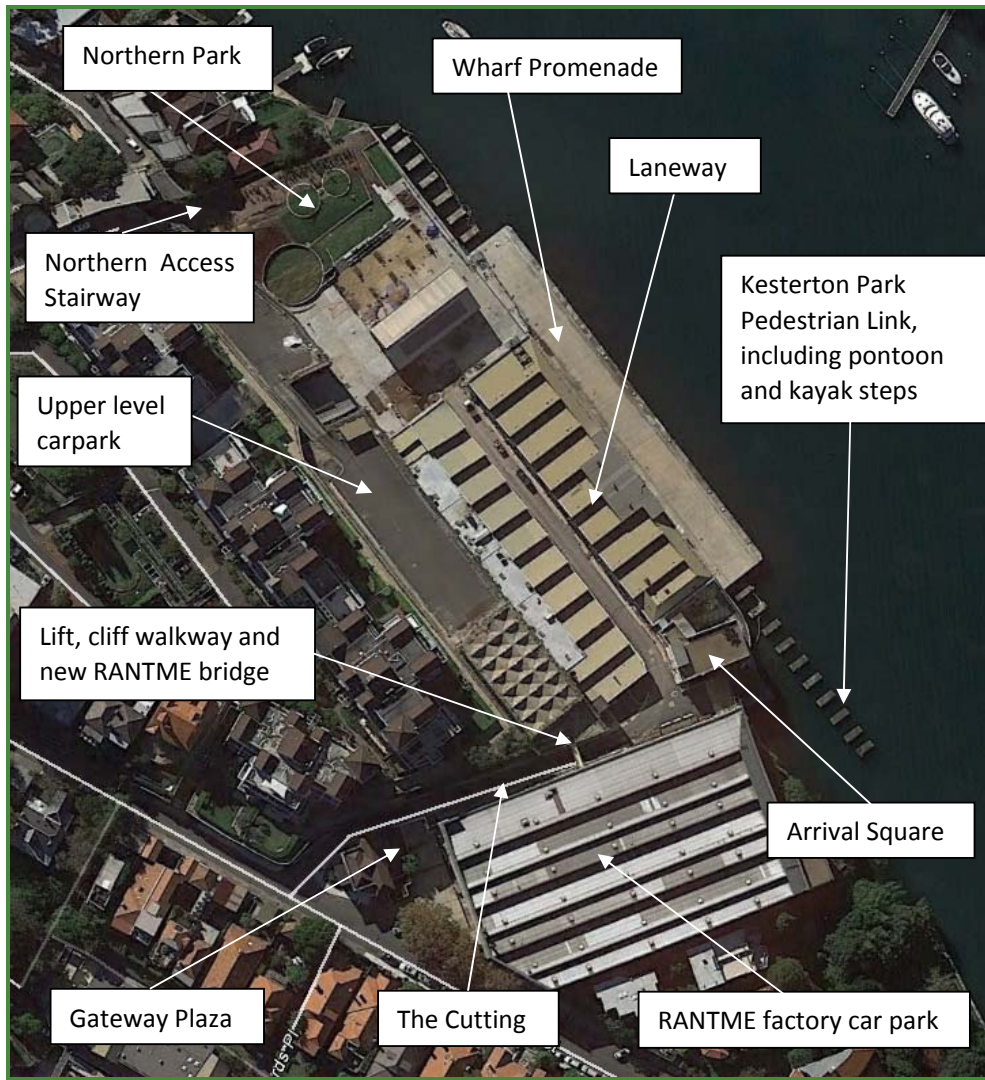 Northern Park
Wharf Promenade
Laneway
Northern Access
Stairway
Kesterton Park
Pedestrian Link,
including pontoon
and kayak steps
Upper level
carpark
Lift, cliff walkway and
new RANTME bridge
Arrival Square
Gateway Plaza
The Cutting
RANTME factory car park